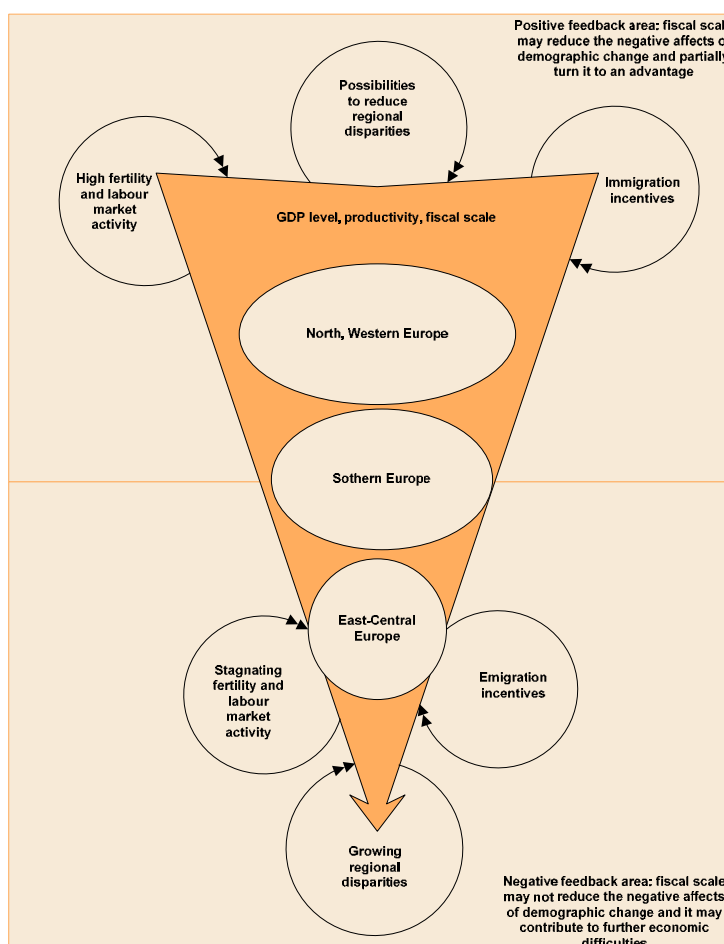 Positive feedback area: fiscal scale
may reduce the negative affects o
demographic change and partially
turn it to an advantage
Possibilities
to reduce
regional
disparities
High fertility
and labour
market
activity
Immigration
incentives
GDP level, productivity, fiscal scale
North, Western Europe
Sothern Europe
East-Central
Europe
Stagnating
fertility and
labour
market
activity
Emigration
incentives
Growing
regional
disparities
Negative feedback area: fiscal scale
may not reduce the negative affects
of demographic change and it may
contribute to further economic
difficulties